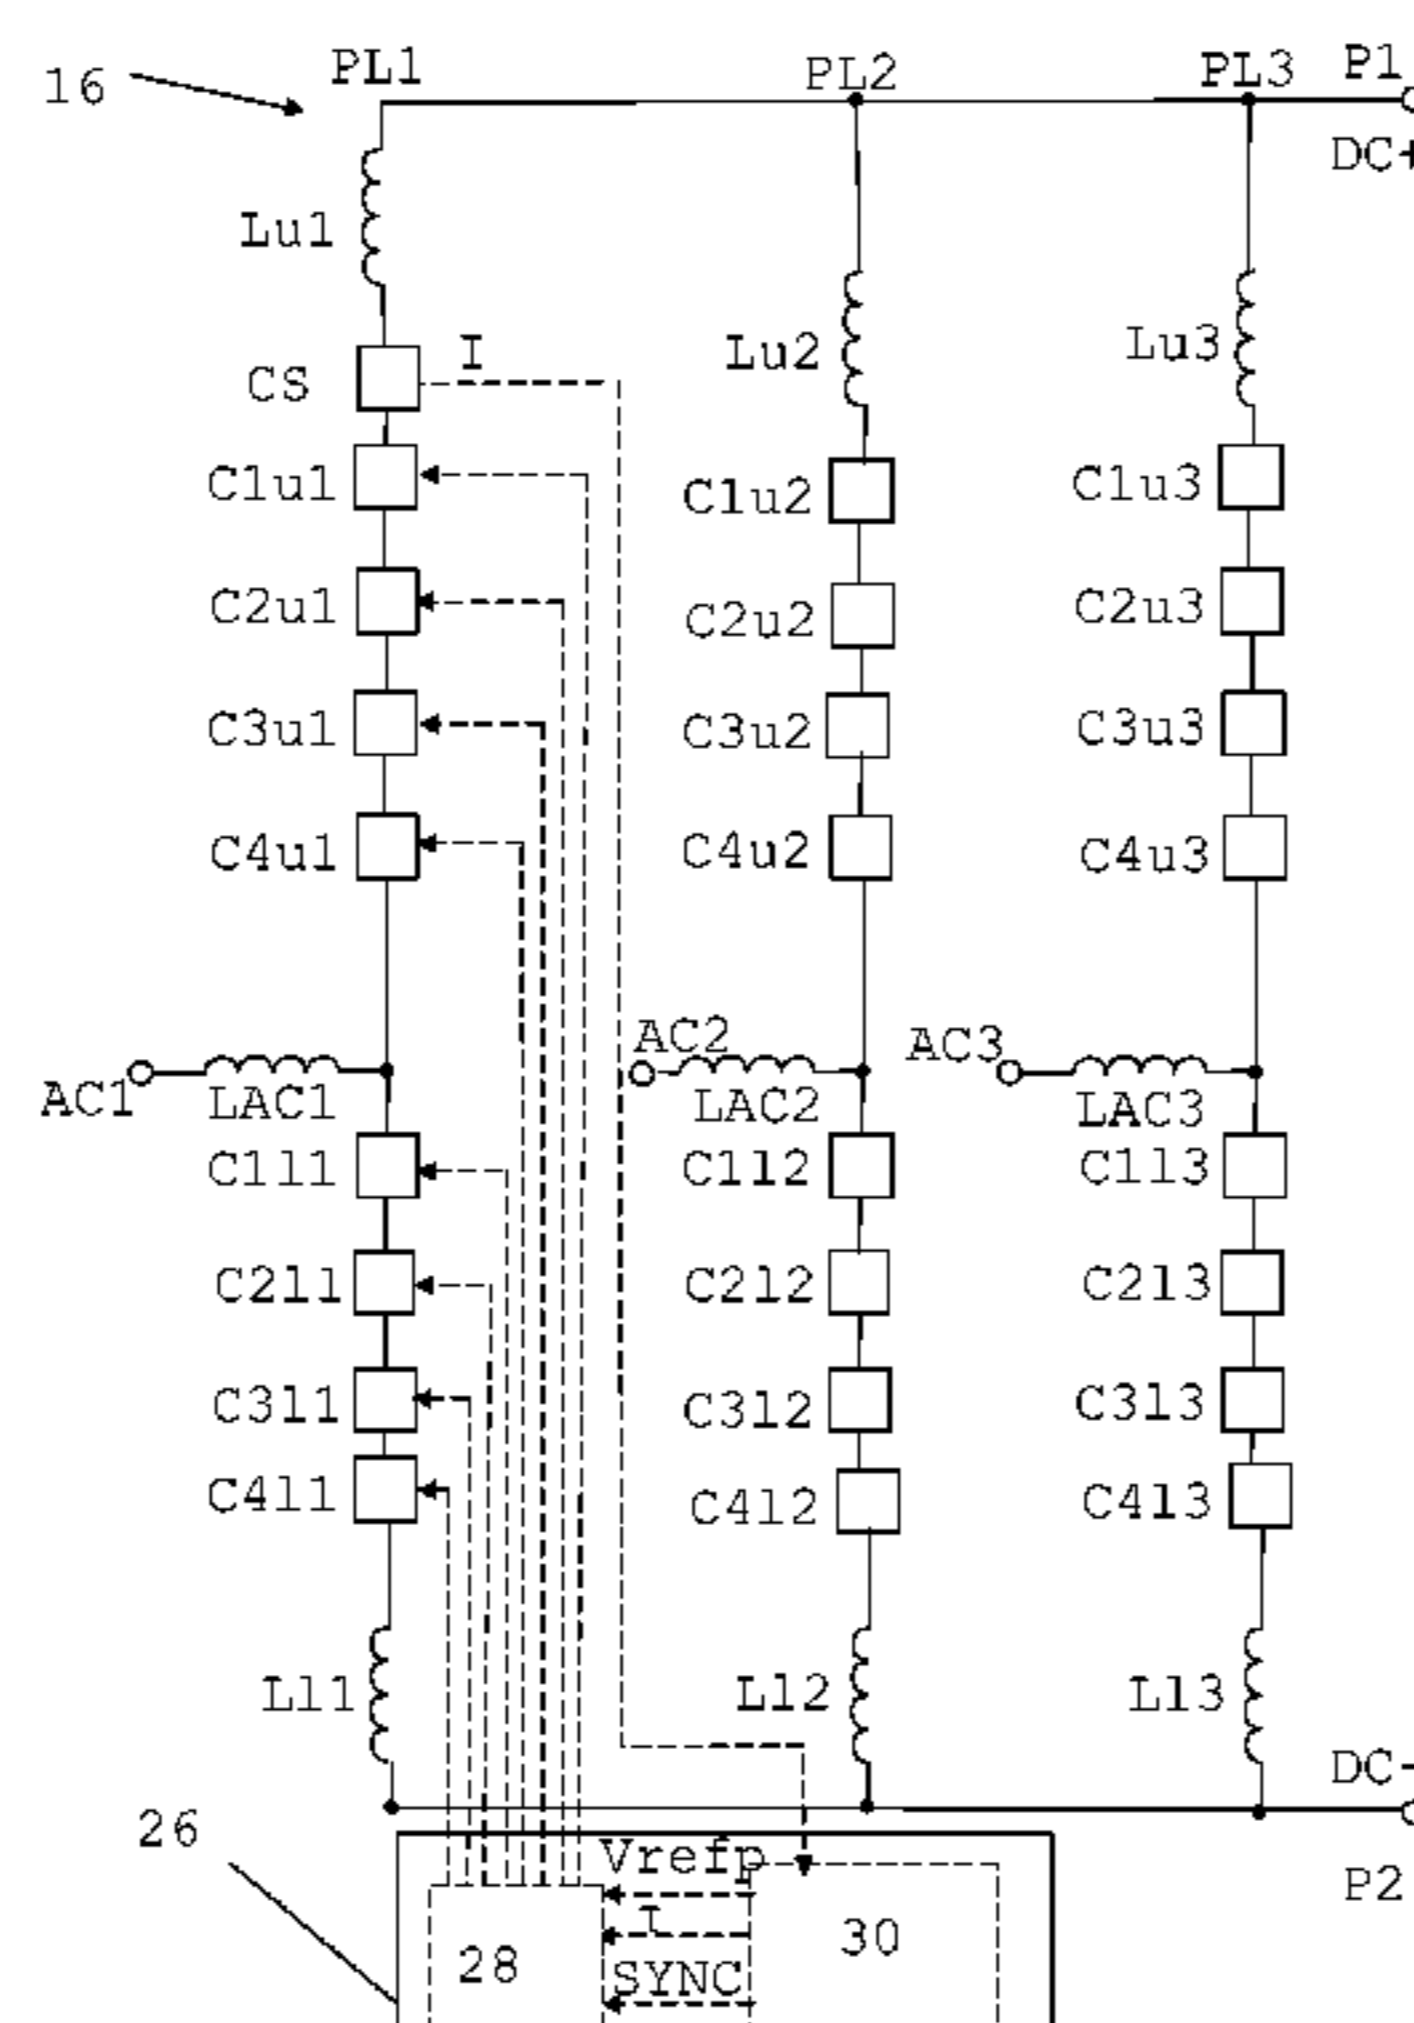 16 PL1 PL2 PL3 P1
DC+
Lu1
Lu2 Lu3
CS I
C1u1 C1u2 C1u3
C2u1 C2u2 C2u3
C3u1 C3u2 C3u3
C4u1 C4u2 C4u3
AC1 AC2 AC3
LAC1 LAC2 LAC3
C1l1 C1l2 C1l3
C2l1 C2l2 C2l3
C3l1 C3l2 C3l3
C4l1 C4l2 C4l3
Ll1 Ll2 Ll3
DC-
26
Vrefp
P2
I
28 30
SYNC